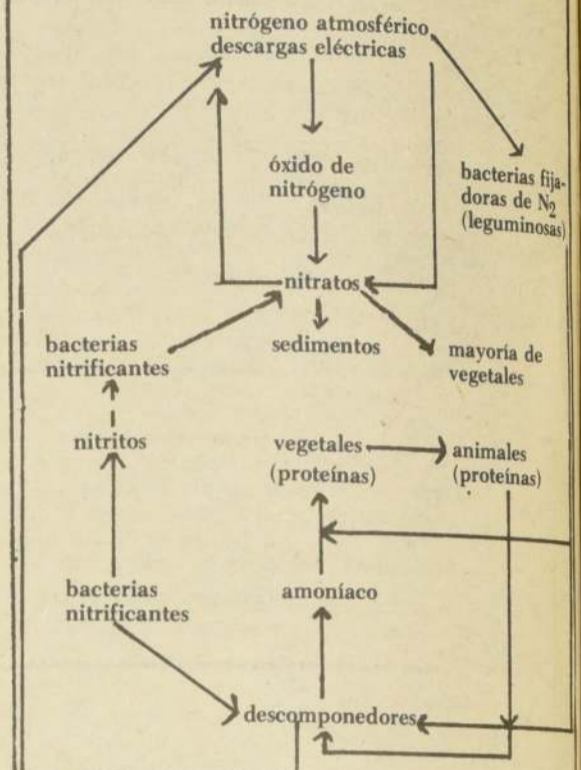 nitrógeno atmosférico
descargas eléctricas
óxido de
nitrógeno
bacterias fija-
doras de N₂
(leguminosas)
nitratos
bacterias
nitrificantes
sedimentos
mayoría de
vegetales
nitritos
vegetales
(proteínas)
animales
(proteínas)
bacterias
nitrificantes
amoníaco
descomponedores